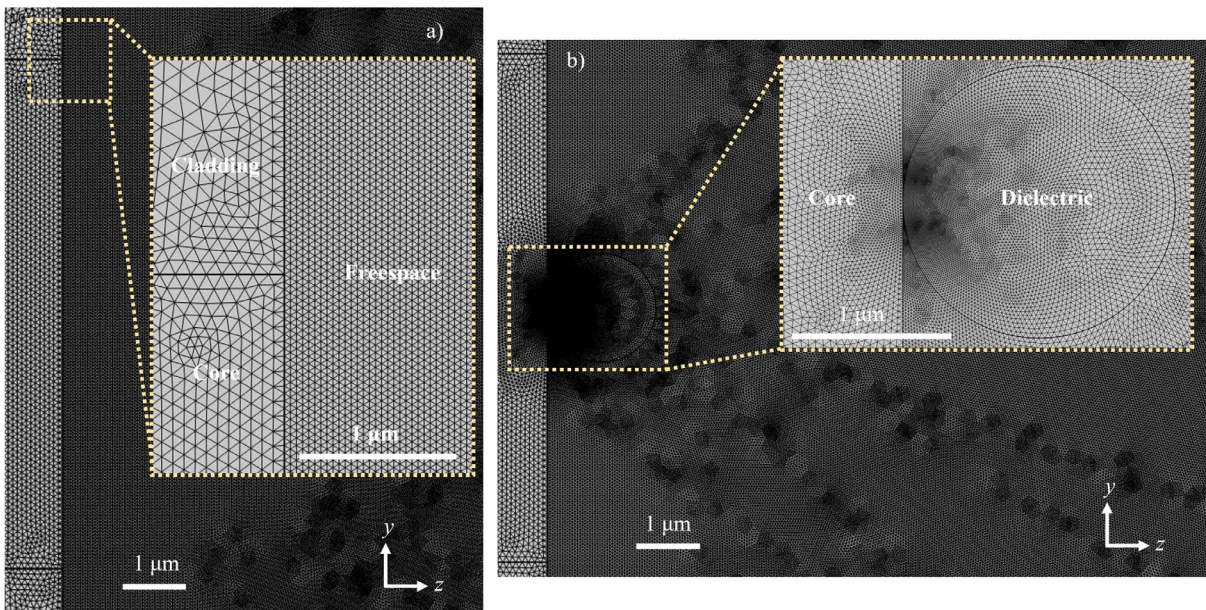 a)
Cladding
Freespace
Core
1 μm
1 μm
y
z
b)
Core
Dielectric
1 μm
1 μm
y
z